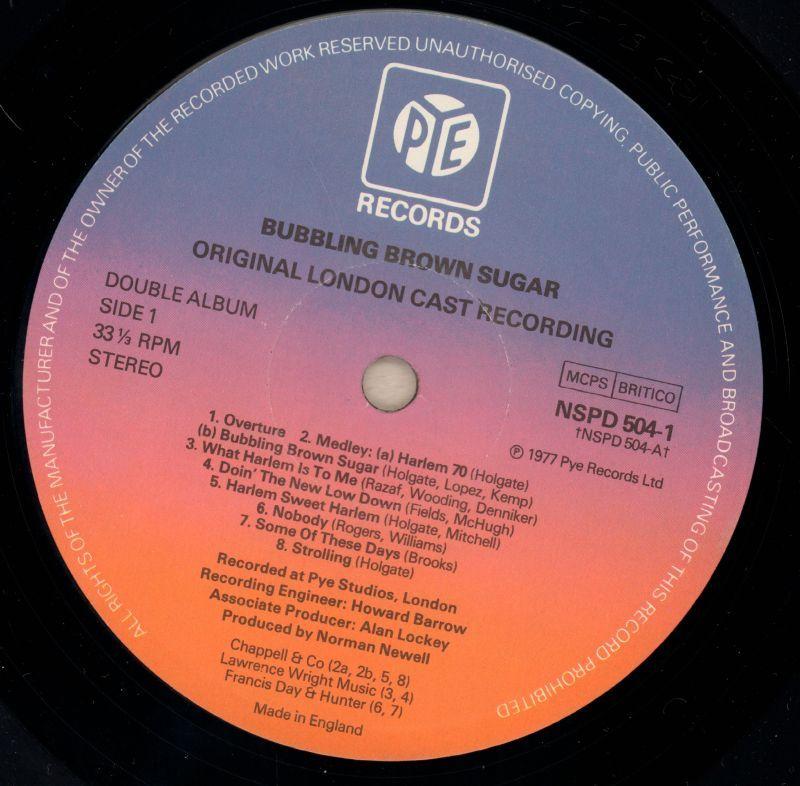 ALL RIGHTS OF THE MANUFACTURER AND OF THE OWNER OF THE RECORDED WORK RESERVED UNAUTHORISED COPYING, PUBLIC PERFORMANCE AND BROADCASTING OF THIS RECORD PROHIBITED
PYE
RECORDS
BUBBLING BROWN SUGAR
ORIGINAL LONDON CAST RECORDING
DOUBLE ALBUM
SIDE 1
33 ⅓ RPM
STEREO
MCPS BRITICO
NSPD 504-1
†NSPD 504-A†
℗ 1977 Pye Records Ltd
1. Overture 2. Medley: (a) Harlem 70 (Holgate)
(b) Bubbling Brown Sugar (Holgate, Lopez, Kemp)
3. What Harlem Is To Me (Razaf, Wooding, Denniker)
4. Doin' The New Low Down (Fields, McHugh)
5. Harlem Sweet Harlem (Holgate, Mitchell)
6. Nobody (Rogers, Williams)
7. Some Of These Days (Brooks)
8. Strolling (Holgate)
Recorded at Pye Studios, London
Recording Engineer: Howard Barrow
Associate Producer: Alan Lockey
Produced by Norman Newell
Chappell & Co (2a, 2b, 5, 8)
Lawrence Wright Music (3, 4)
Francis Day & Hunter (6, 7)
Made in England